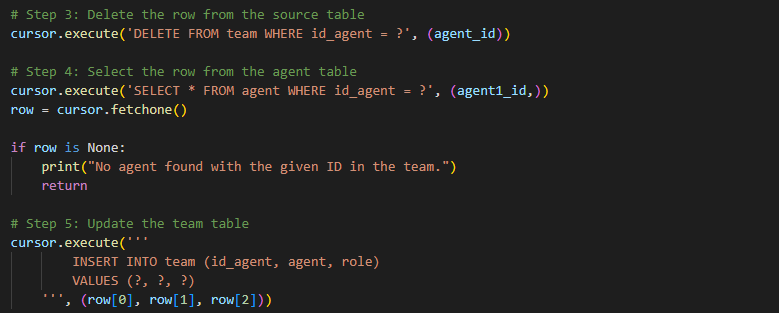 # Step 3: Delete the row from the source table
cursor.execute('DELETE FROM team WHERE id_agent = ?', (agent_id))
# Step 4: Select the row from the agent table
cursor.execute('SELECT * FROM agent WHERE id_agent = ?', (agent1_id,))
row = cursor.fetchone()
if row is None:
    print("No agent found with the given ID in the team.")
    return
# Step 5: Update the team table
cursor.execute('''
        INSERT INTO team (id_agent, agent, role)
        VALUES (?, ?, ?)
    ''', (row[0], row[1], row[2]))